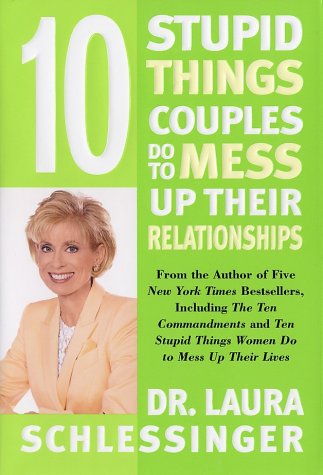 10
STUPID
THINGS
COUPLES
DO TO MESS
UP THEIR
RELATIONSHIPS
From the Author of Five
New York Times Bestsellers,
Including The Ten
Commandments and Ten
Stupid Things Women Do
to Mess Up Their Lives
DR. LAURA
SCHLESSINGER